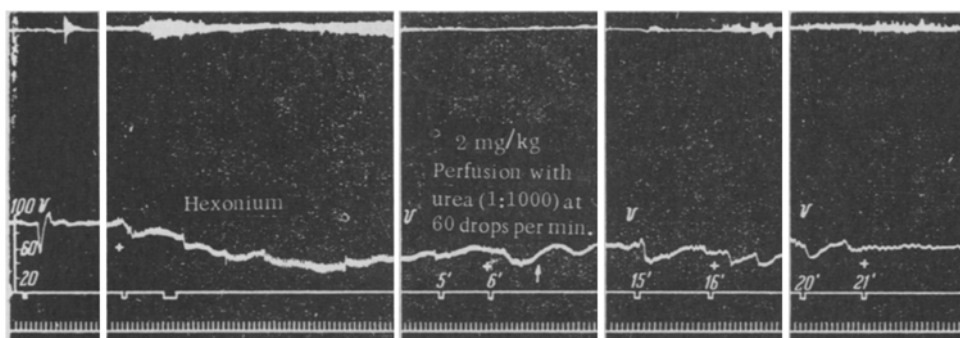 100 V
60
20
+
Hexonium
2 mg/kg
Perfusion with
urea (1:1000) at
60 drops per min.
V
5' 
+
6'
V
15'
+
16'
V
20'
+
21'